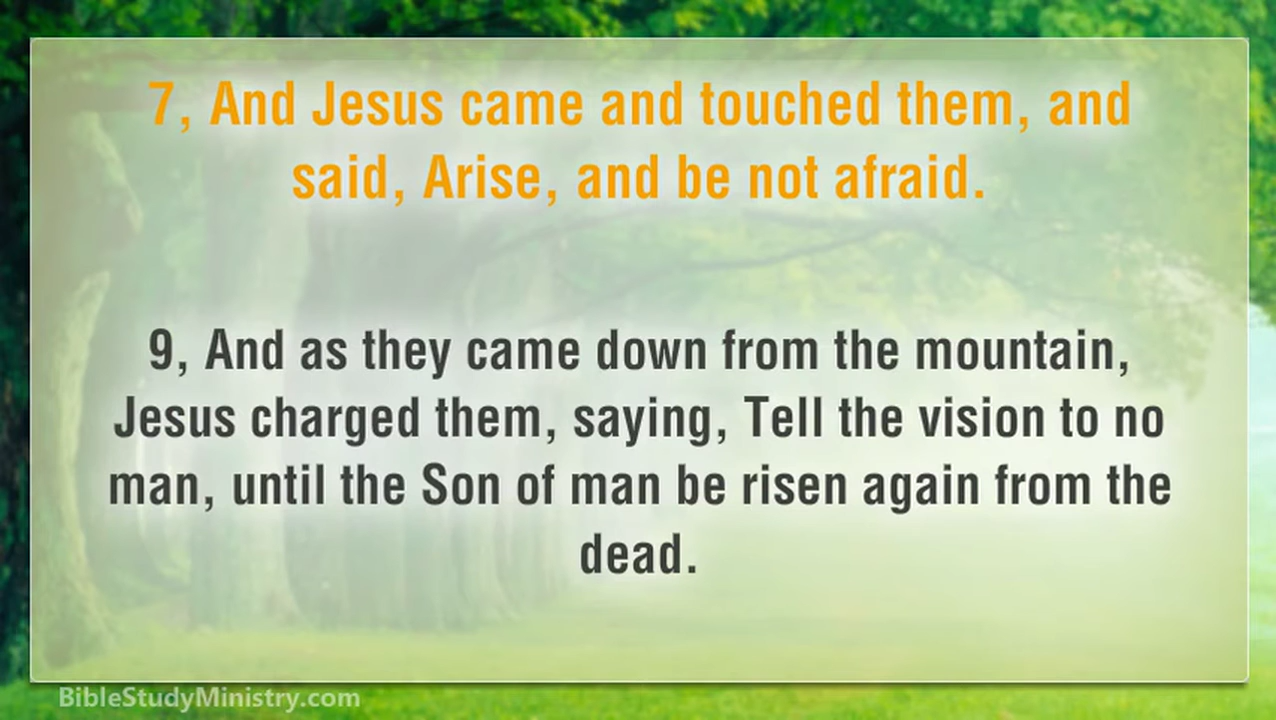 7, And Jesus came and touched them, and
said, Arise, and be not afraid.
9, And as they came down from the mountain,
Jesus charged them, saying, Tell the vision to no
man, until the Son of man be risen again from the
dead.
BibleStudyMinistry.com